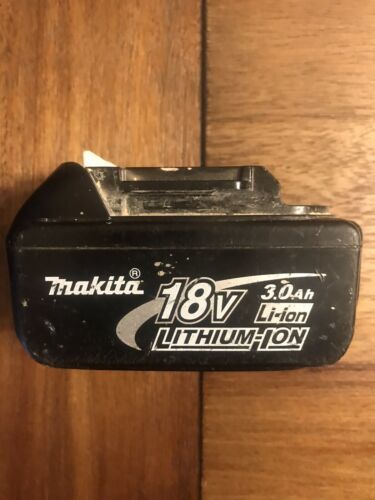 makita®
18V
3.0Ah
Li-ion
LITHIUM-ION